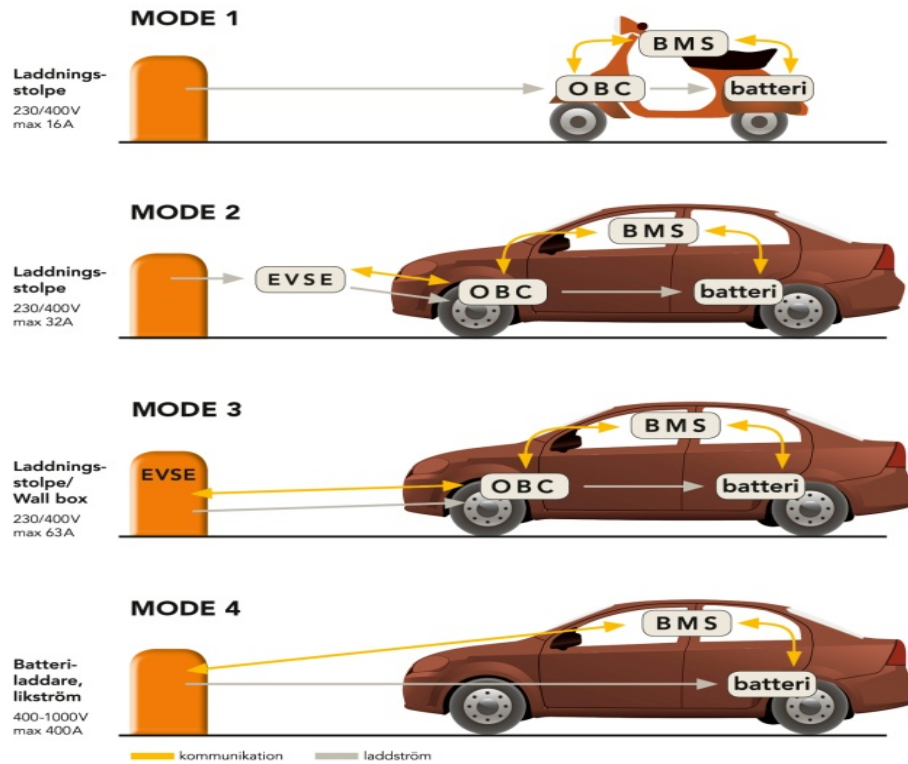 MODE 1
Laddnings-
stolpe
230/400V
max 16A
BMS
OBC
batteri
MODE 2
Laddnings-
stolpe
230/400V
max 32A
EVSE
BMS
OBC
batteri
MODE 3
Laddnings-
stolpe/
Wall box
230/400V
max 63A
EVSE
BMS
OBC
batteri
MODE 4
Batteri-
laddare,
likström
400-1000V
max 400A
BMS
batteri
kommunikation
laddström